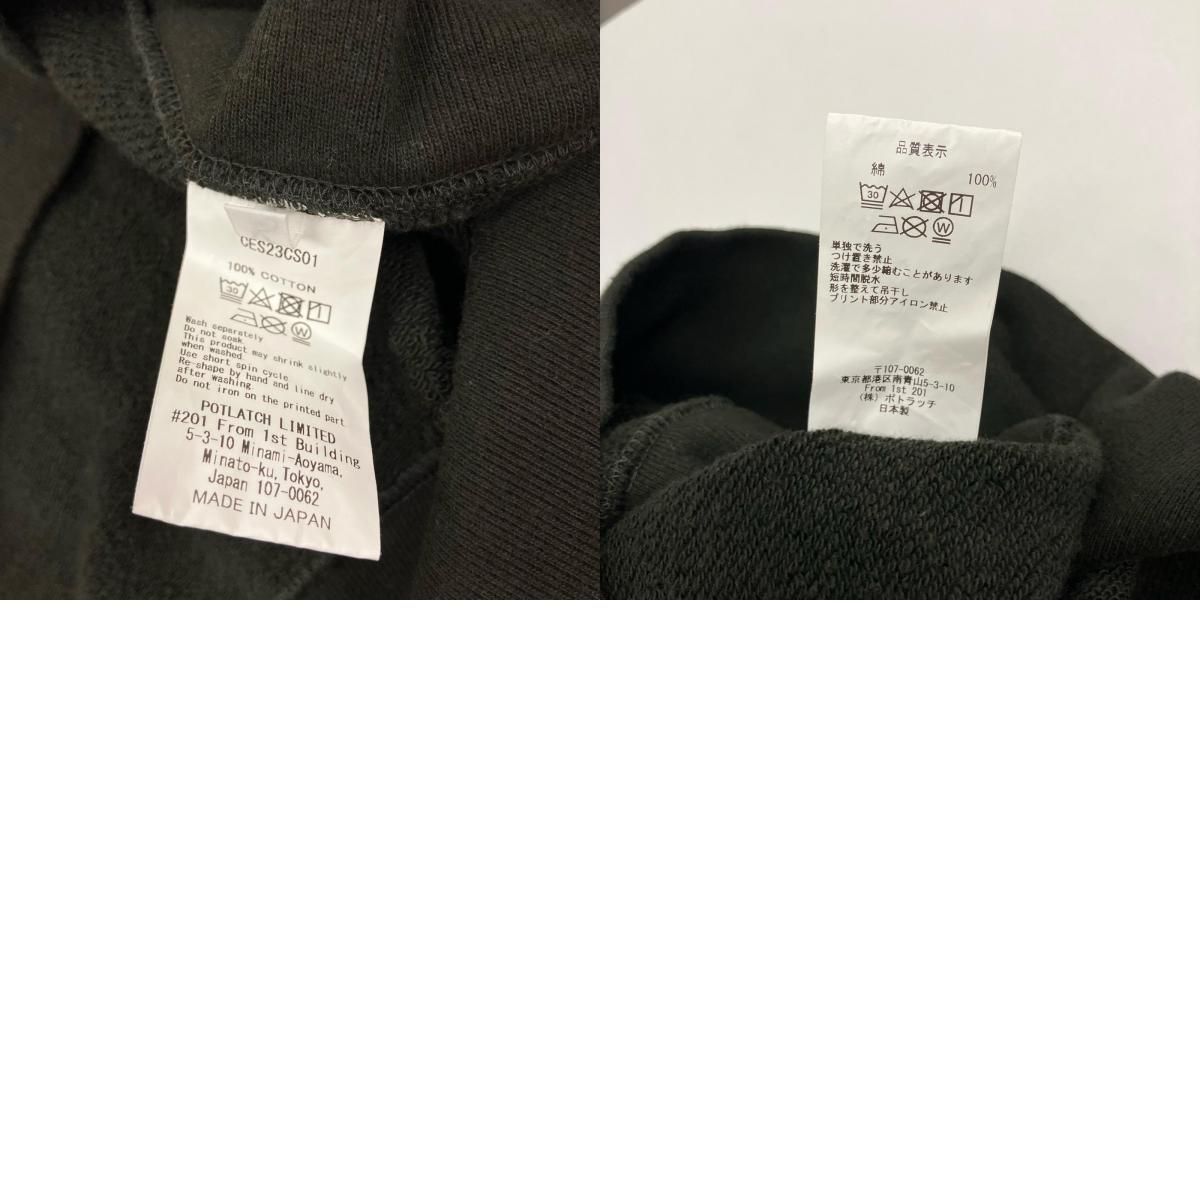 CES23CS01
100% COTTON
30
Wash separately
Do not soak
This product may shrink slightly
when washed.
Use short spin cycle
Re-shape by hand and line dry
after washing.
Do not iron on the printed part.
POTLATCH LIMITED
#201 From 1st Building
5-3-10 Minami-Aoyama,
Minato-ku, Tokyo,
Japan 107-0062
MADE IN JAPAN
品質表示
綿 100%
30
W
単独で洗う
つけ置き禁止
洗濯で多少縮むことがあります
短時間脱水
形を整えて吊干し
プリント部分アイロン禁止
〒107-0062
東京都港区南青山5-3-10
From 1st 201
(株) ポトラッチ
日本製